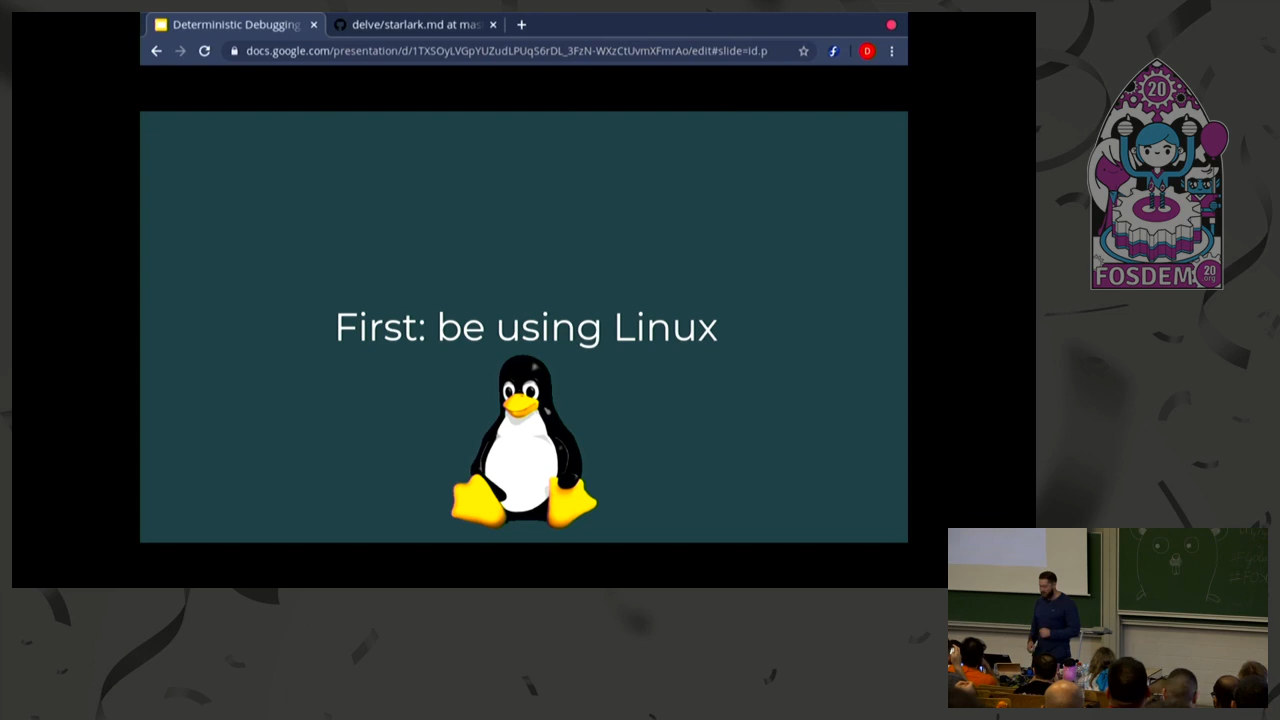 Deterministic Debugging
delve/starlark.md at mas
docs.google.com/presentation/d/1TXSOyLVGpYUZudLPUqS6rDL_3FzN-WXzCtUvmXFmrAo/edit#slide=id.p
D
First: be using Linux
20
FOSDEM
20
.org